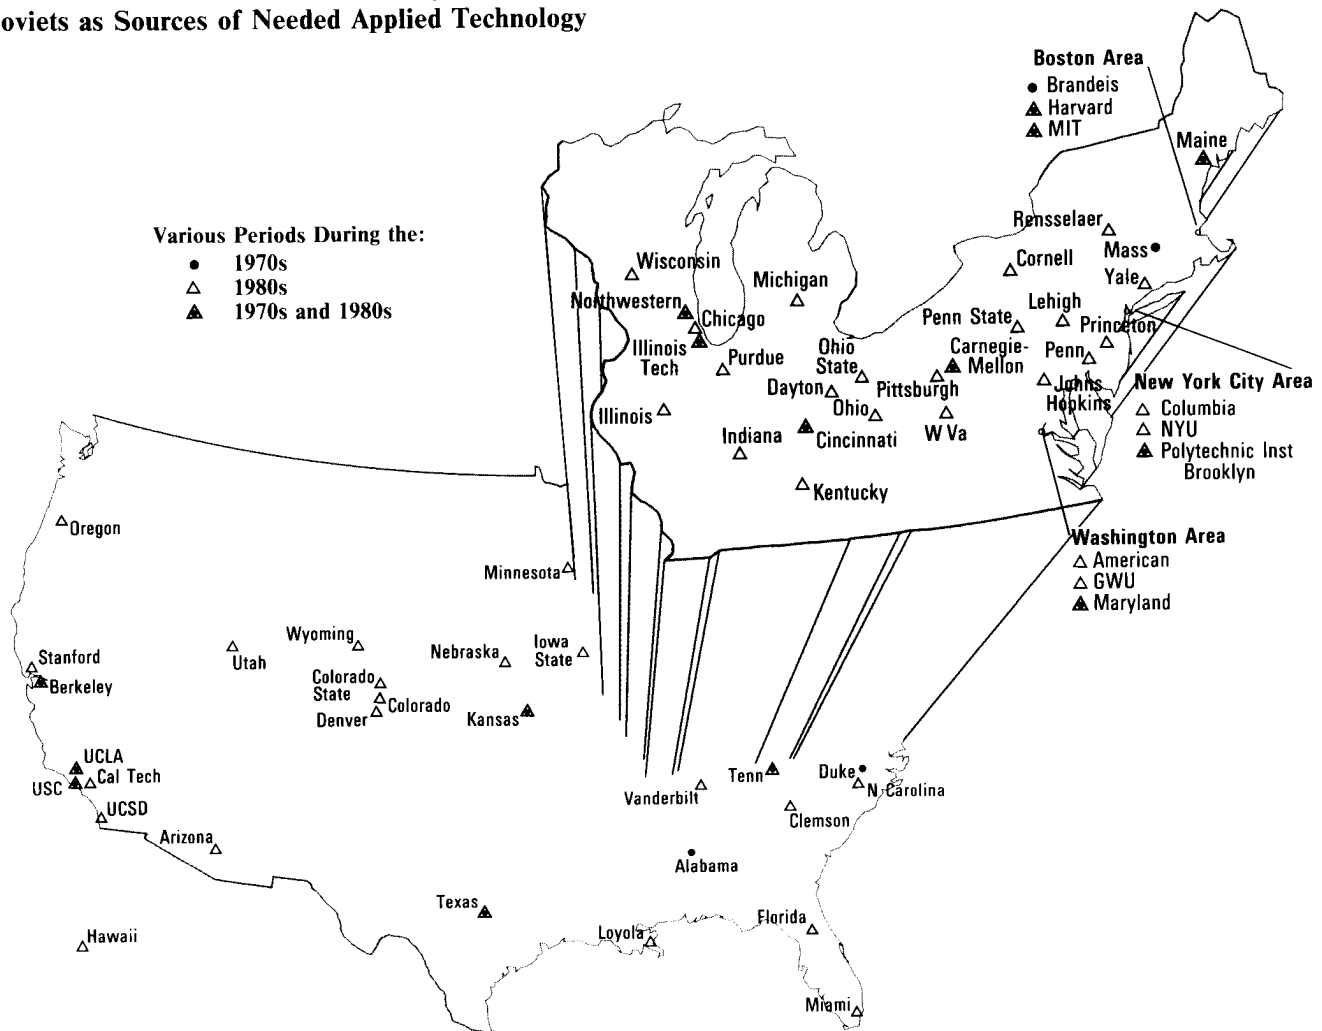 oviets as Sources of Needed Applied Technology
Boston Area
Brandeis
Harvard
MIT
Maine
Various Periods During the:
1970s
1980s
1970s and 1980s
Rensselaer
Mass
Cornell
Yale
Wisconsin
Michigan
Northwestern
Chicago
Lehigh
Penn State
Princeton
Illinois
Tech
Purdue
Ohio
State
Carnegie-
Mellon
Penn
Dayton
Pittsburgh
Johns
Hopkins
New York City Area
Columbia
NYU
Polytechnic Inst
Brooklyn
Illinois
Ohio
Indiana
Cincinnati
W Va
Kentucky
Washington Area
American
GWU
Maryland
Oregon
Minnesota
Wyoming
Utah
Nebraska
Iowa
State
Stanford
Berkeley
Colorado
State
Colorado
Denver
Kansas
UCLA
USC
Cal Tech
UCSD
Arizona
Tenn
Duke
N Carolina
Vanderbilt
Clemson
Alabama
Texas
Hawaii
Loyola
Florida
Miami